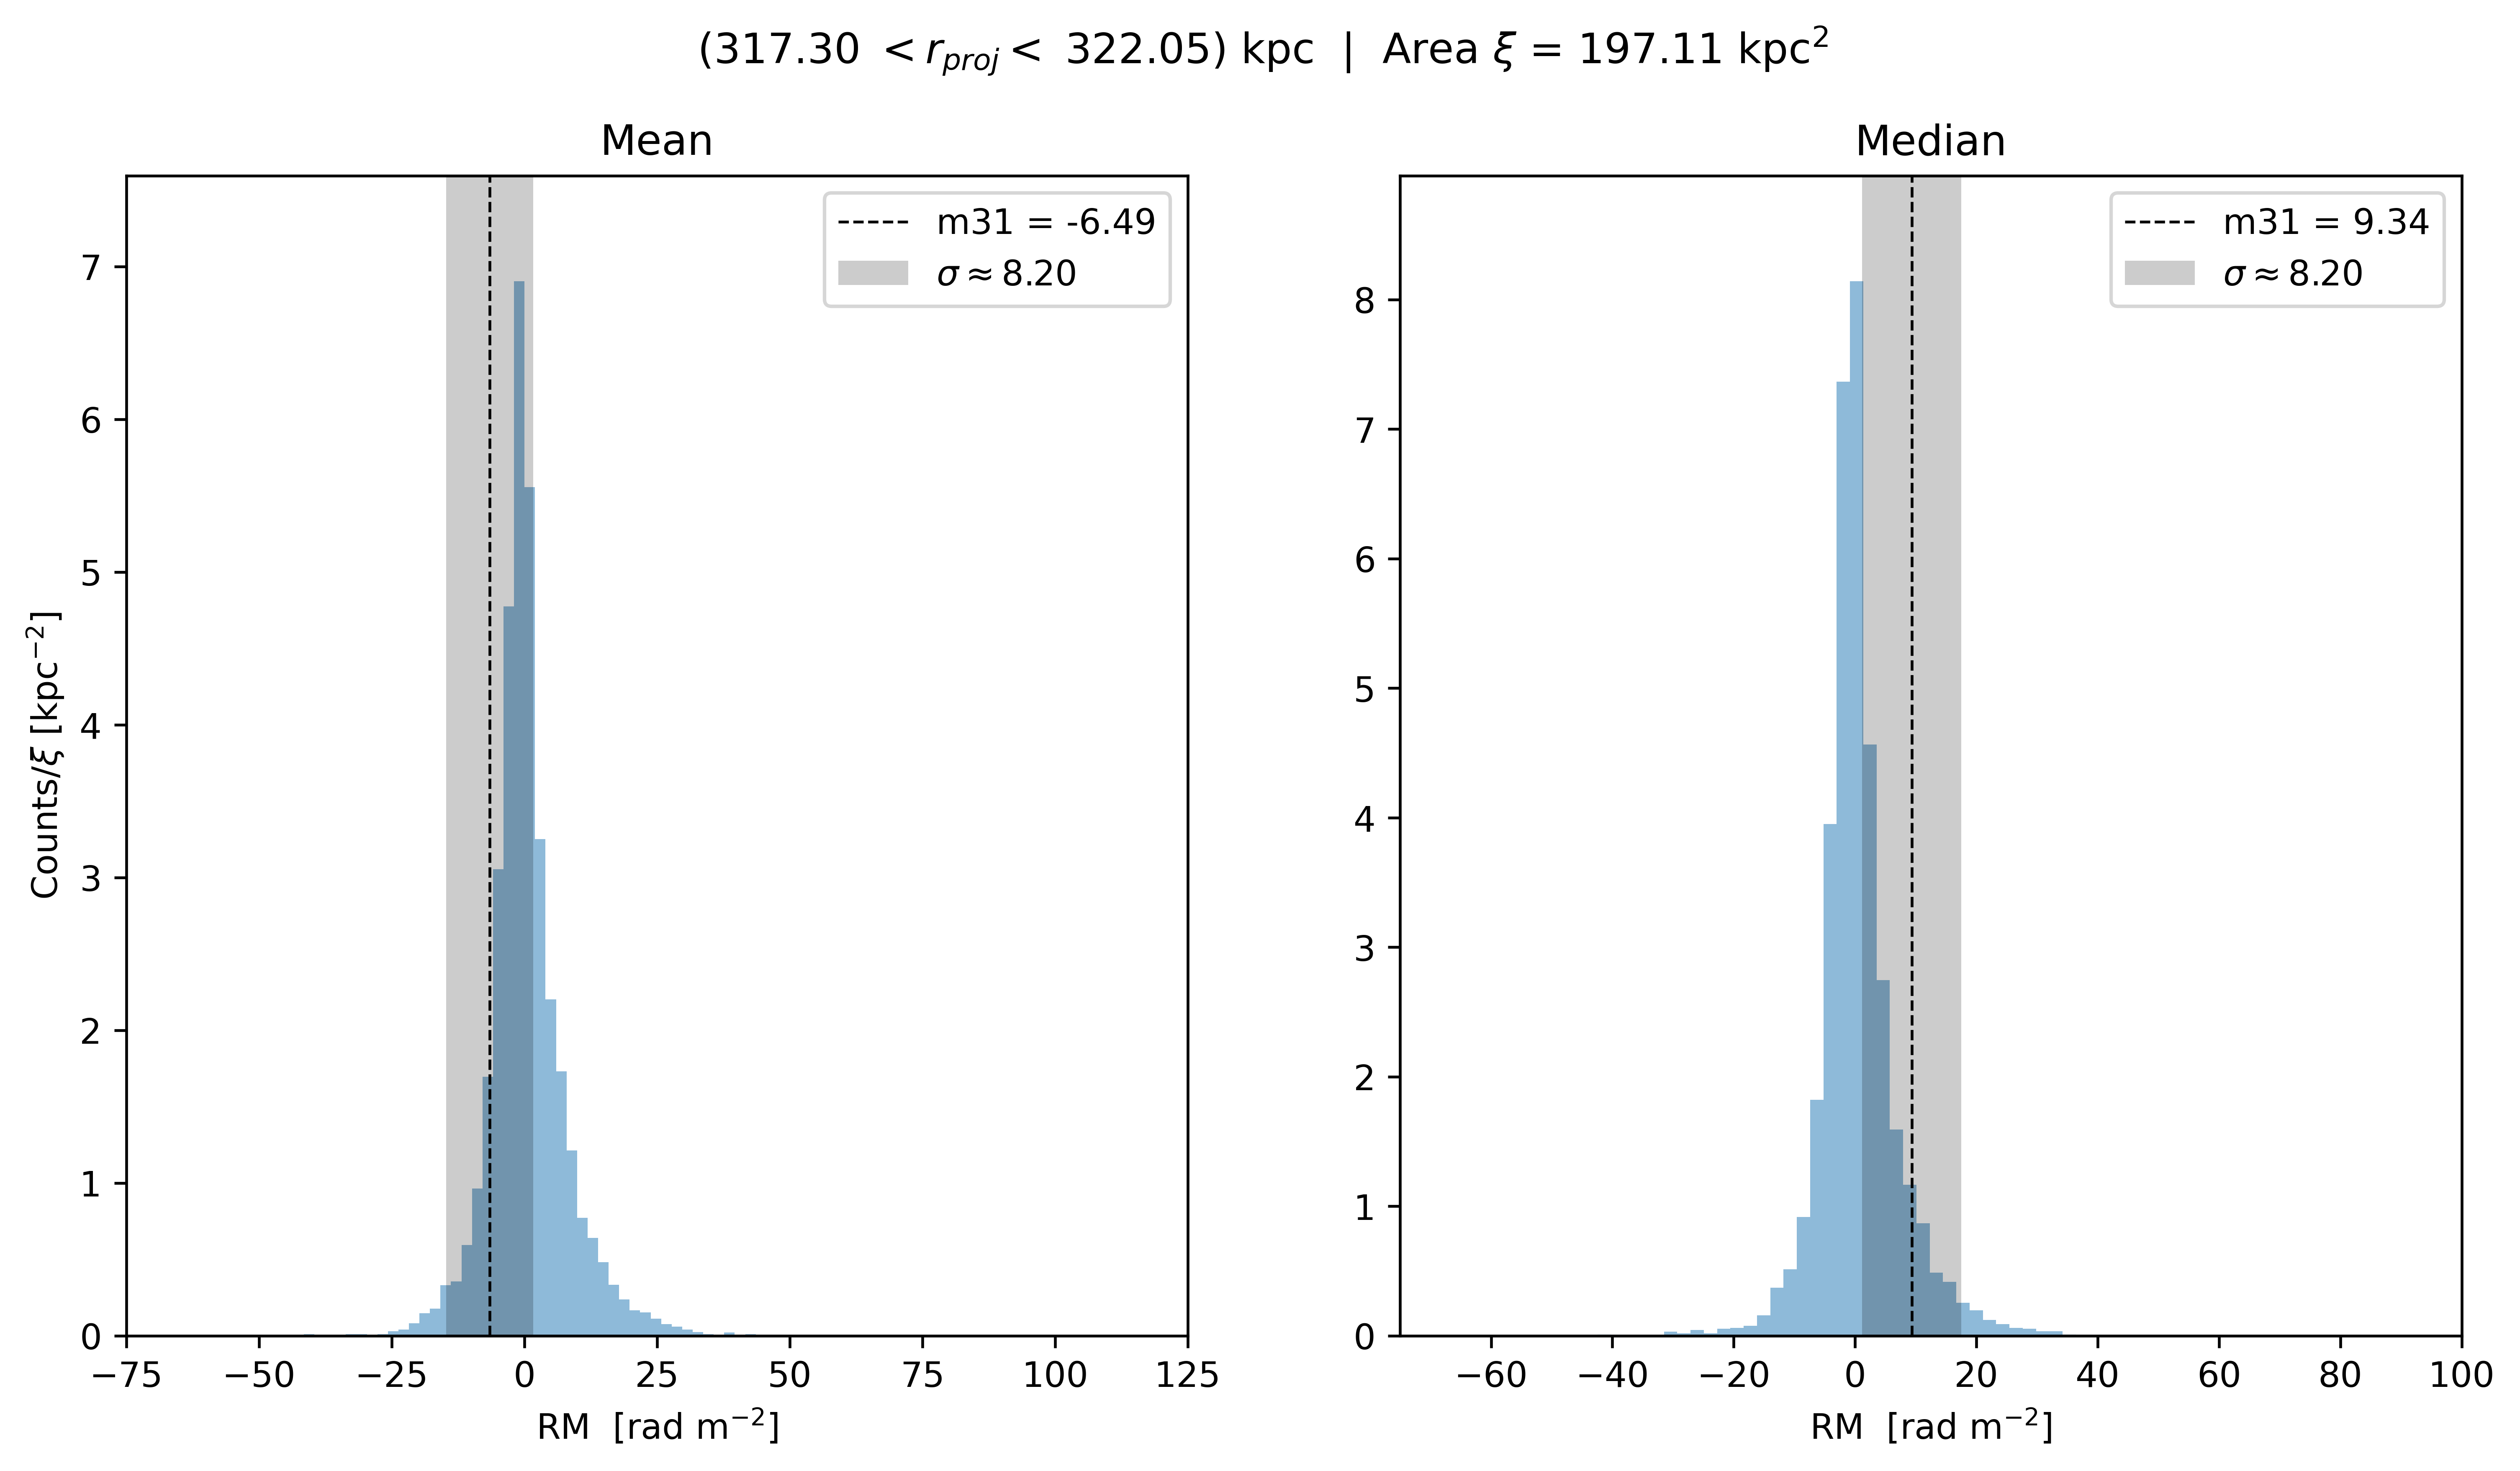 (317.30 < r_proj < 322.05) kpc | Area ξ = 197.11 kpc²
Mean
m31 = -6.49
σ ≈ 8.20
7
6
5
4
3
2
1
0
Counts/ξ [kpc⁻²]
−75 −50 −25 0 25 50 75 100 125
RM [rad m⁻²]
Median
m31 = 9.34
σ ≈ 8.20
8
7
6
5
4
3
2
1
0
−60 −40 −20 0 20 40 60 80 100
RM [rad m⁻²]